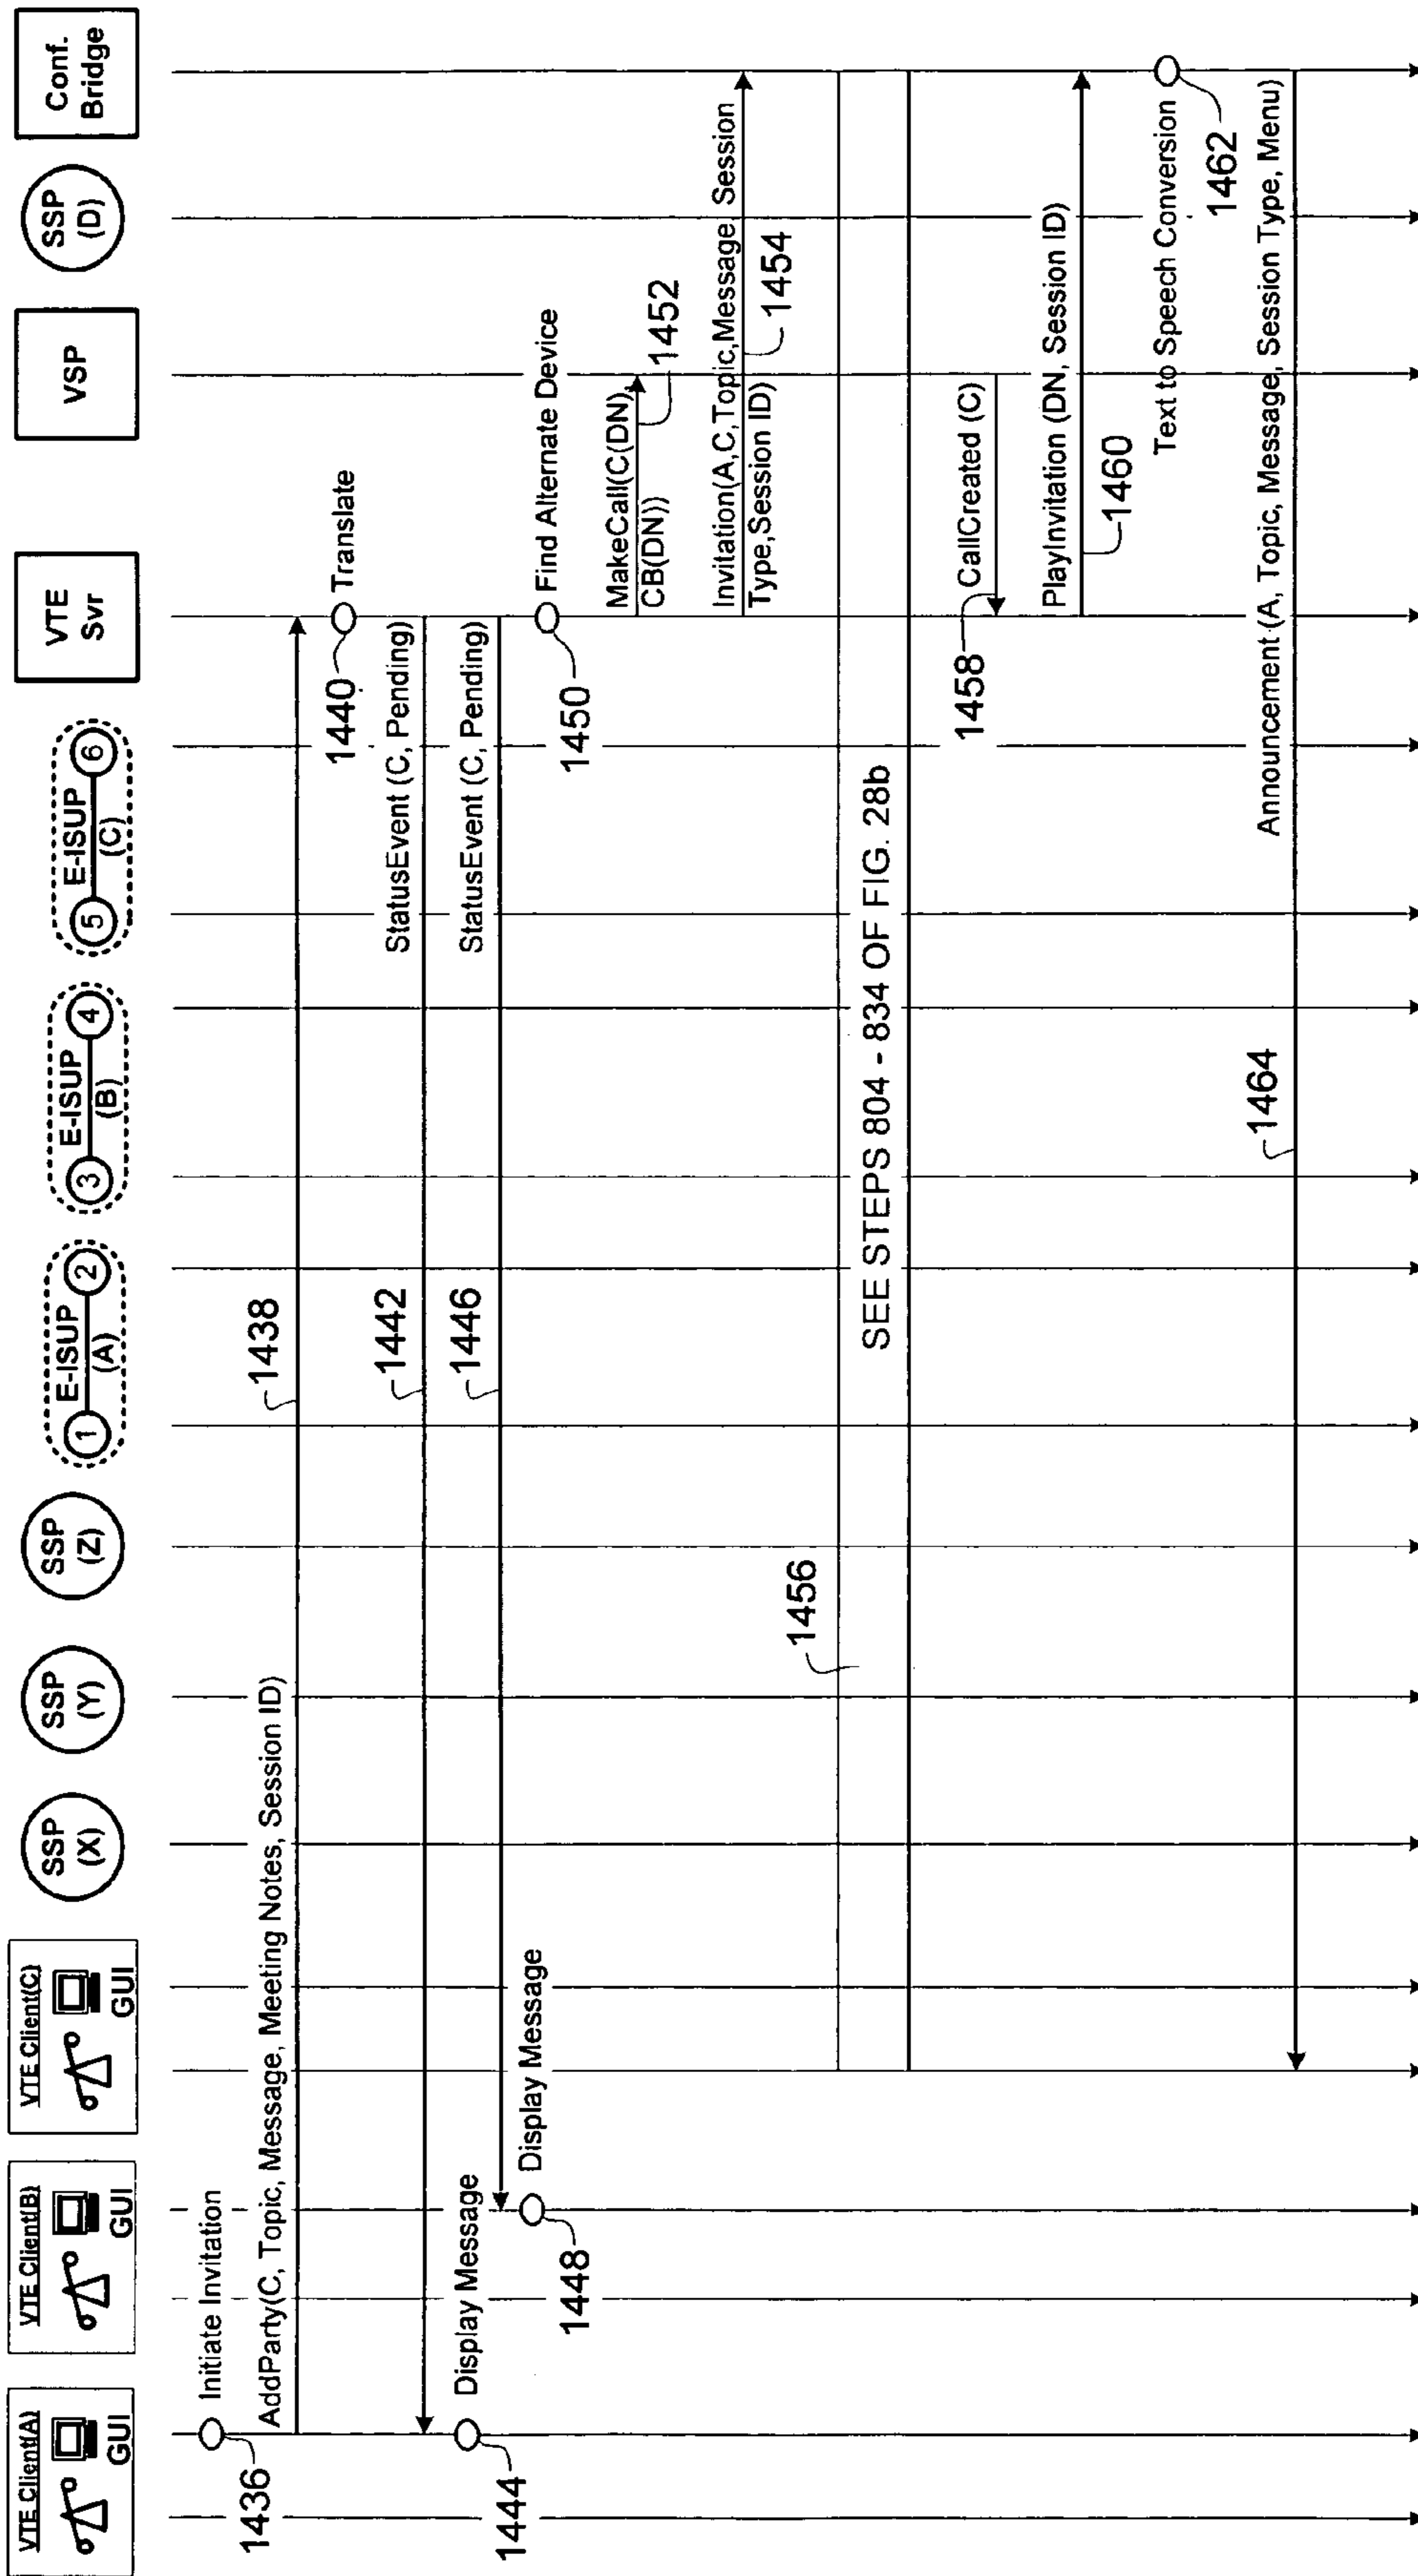 VTE Client(A)
GUI
VTE Client(B)
GUI
VTE Client(C)
GUI
SSP
(X)
SSP
(Y)
SSP
(Z)
E-ISUP
1 2
(A)
E-ISUP
3 4
(B)
E-ISUP
5 6
(C)
VTE
Svr
VSP
SSP
(D)
Conf.
Bridge
Initiate Invitation
1436
AddParty(C, Topic, Message, Meeting Notes, Session ID)
1438
Translate
1440
StatusEvent (C, Pending)
1442
Display Message
1444
StatusEvent (C, Pending)
1446
Display Message
1448
Find Alternate Device
1450
MakeCall(C(DN),
CB(DN))
1452
Invitation(A,C,Topic,Message Session
Type,Session ID)
1454
1456
SEE STEPS 804 - 834 OF FIG. 28b
CallCreated (C)
1458
PlayInvitation (DN, Session ID)
1460
Text to Speech Conversion
1462
Announcement (A, Topic, Message, Session Type, Menu)
1464